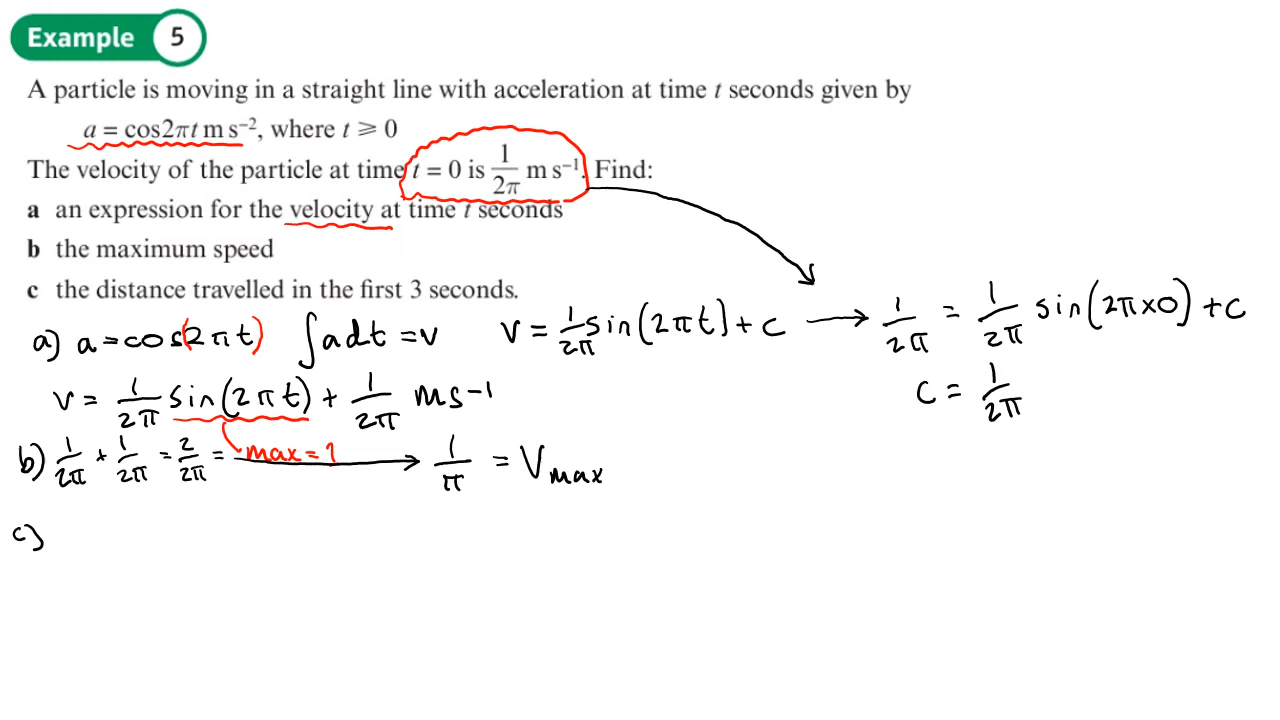 Example 5
A particle is moving in a straight line with acceleration at time t seconds given by
a = cos2πt m s⁻², where t ⩾ 0
The velocity of the particle at time t = 0 is 1/2π m s⁻¹. Find:
a an expression for the velocity at time t seconds
b the maximum speed
c the distance travelled in the first 3 seconds.
a) a = cos(2πt) ∫a dt = v v = 1/2π sin(2πt) + c → 1/2π = 1/2π sin(2π×0) + c
v = 1/2π sin(2πt) + 1/2π ms⁻¹ c = 1/2π
b) 1/2π + 1/2π = 2/2π = max = 1 → 1/π = Vmax
c)